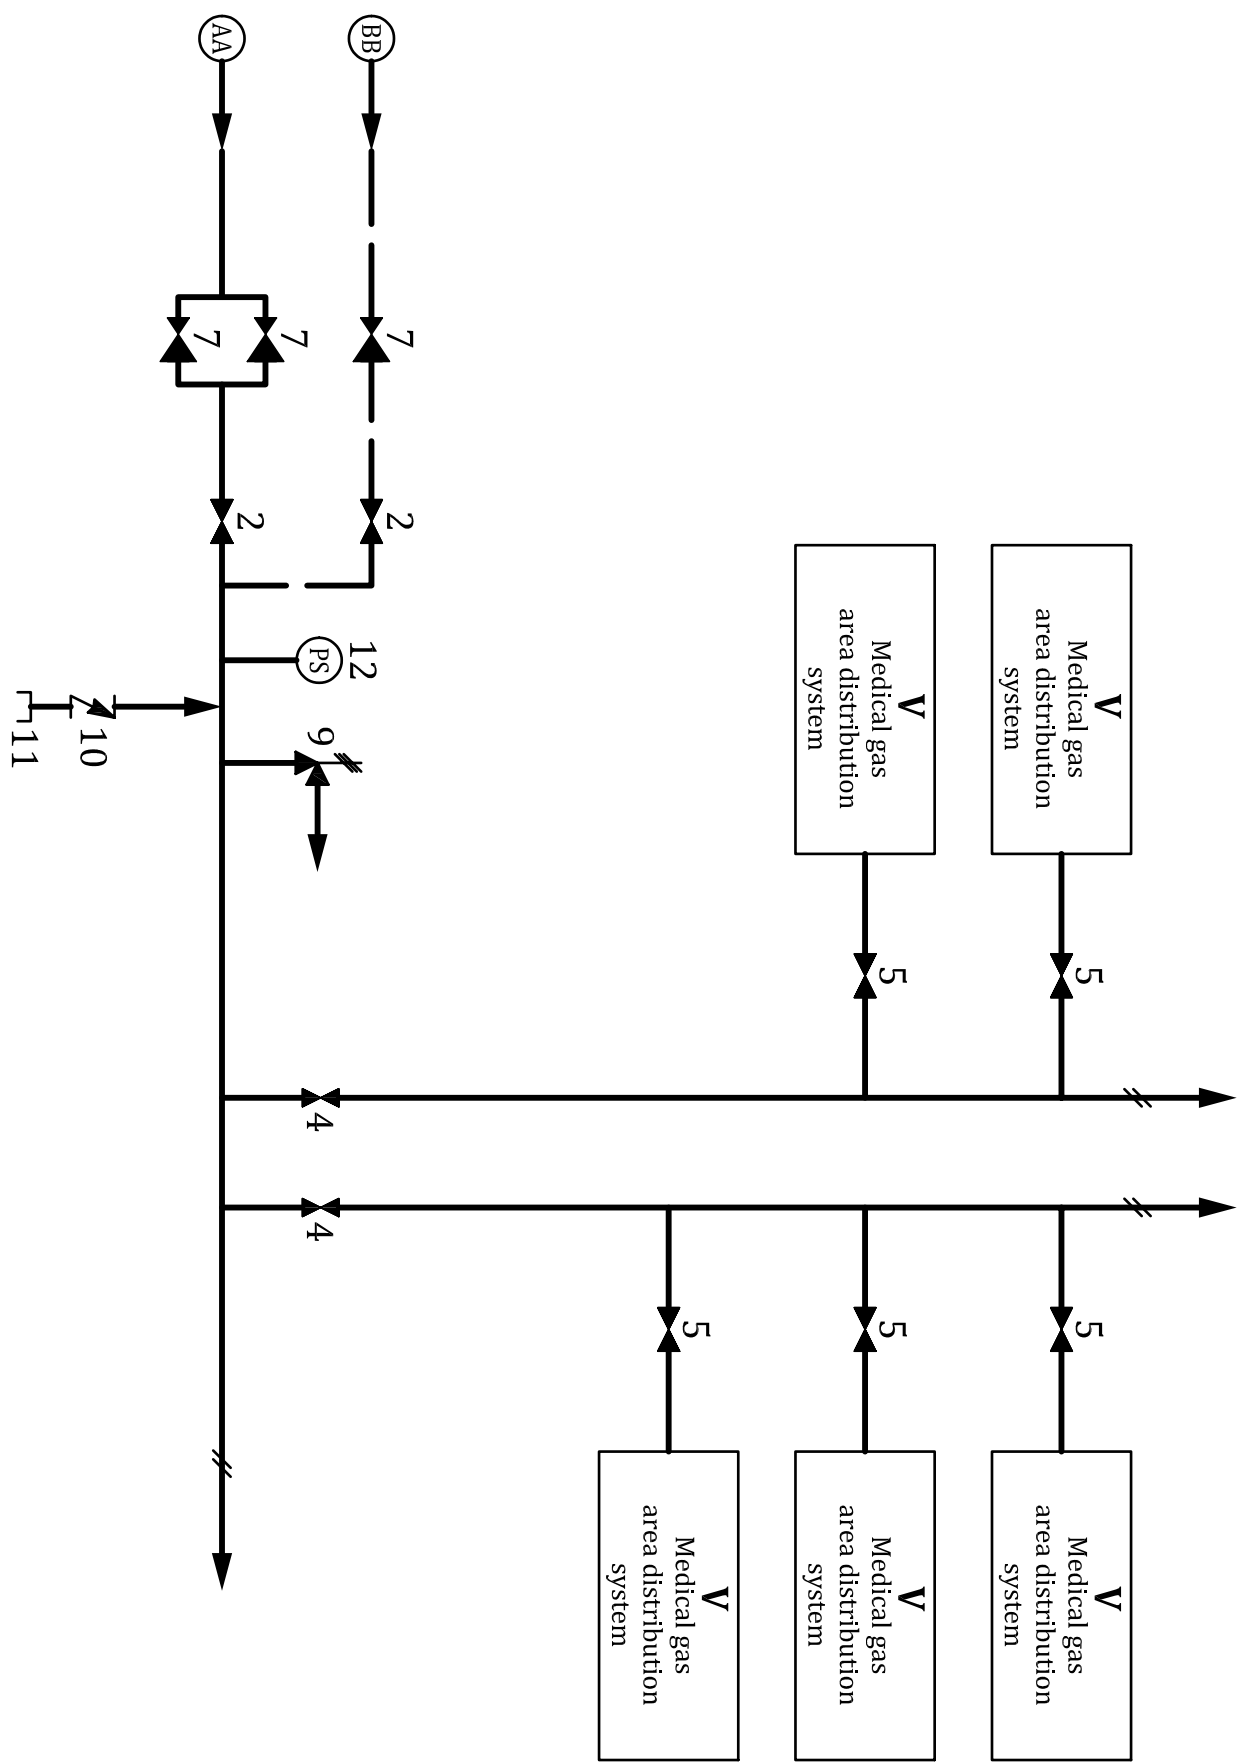 V
Medical gas
area distribution
system
5
5
V
Medical gas
area distribution
system
V
Medical gas
area distribution
system
5
5
V
Medical gas
area distribution
system
5
V
Medical gas
area distribution
system
BB
7
2
12
PS
9
4
4
7
2
AA
7
10
11